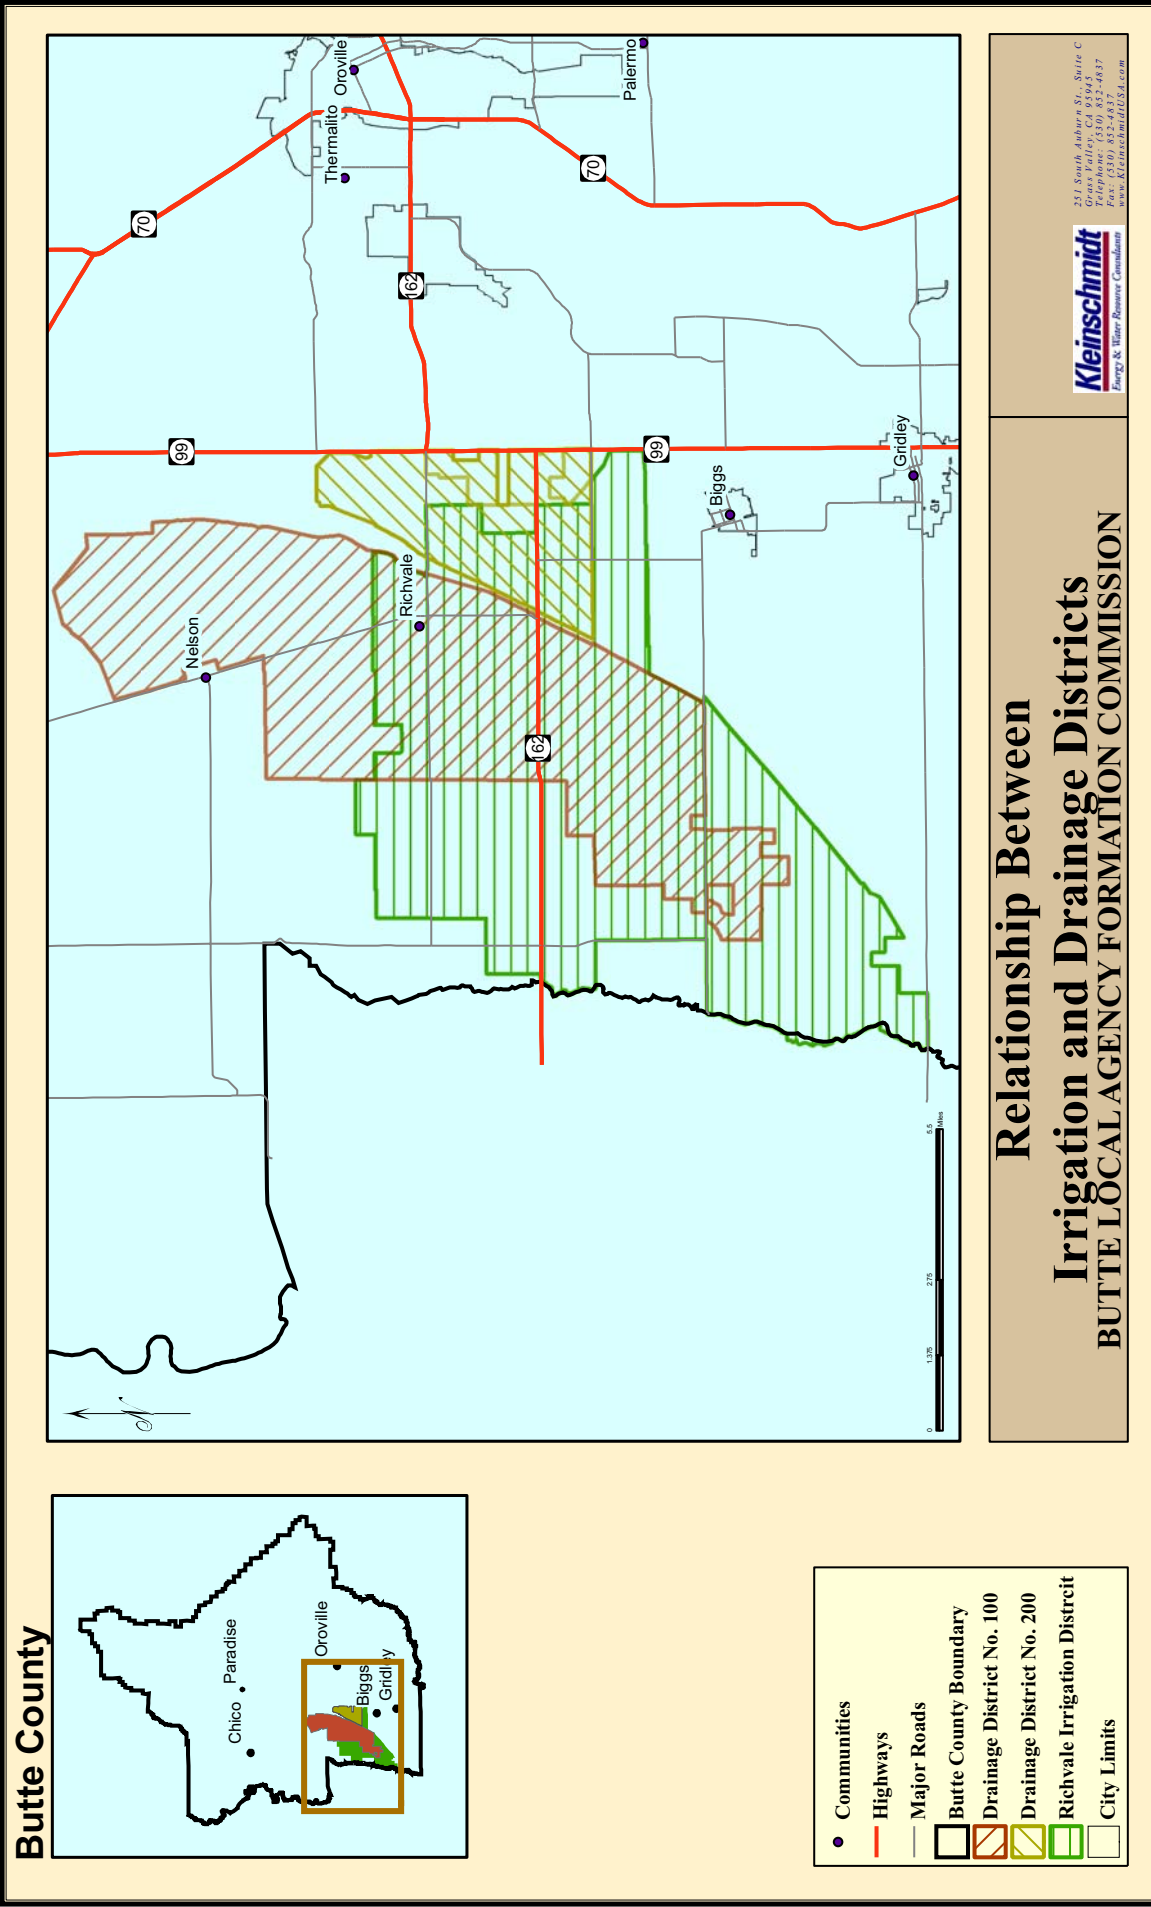 Butte County
Chico
Paradise
Oroville
Biggs
Gridley
Communities
Highways
Major Roads
Butte County Boundary
Drainage District No. 100
Drainage District No. 200
Richvale Irrigation Distrcit
City Limits
N
70
99
162
70
99
162
Nelson
Richvale
Thermalito
Oroville
Palermo
Biggs
Gridley
0
1.375
2.75
5.5
Miles
Relationship Between
Irrigation and Drainage Districts
BUTTE LOCAL AGENCY FORMATION COMMISSION
Kleinschmidt
Energy & Water Resource Consultants
251 South Auburn St., Suite C
Grass Valley, CA 95945
Telephone: (530) 852-4837
Fax: (530) 852-4837
www.KleinschmidtUSA.com